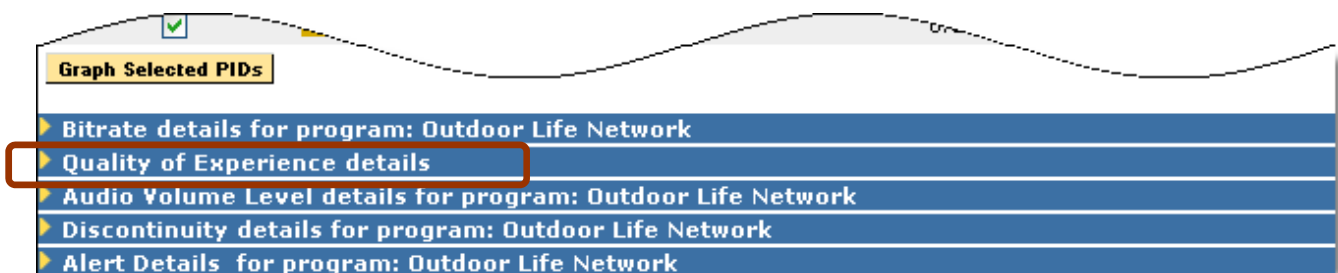 Graph Selected PIDs
Bitrate details for program: Outdoor Life Network
Quality of Experience details
Audio Volume Level details for program: Outdoor Life Network
Discontinuity details for program: Outdoor Life Network
Alert Details for program: Outdoor Life Network